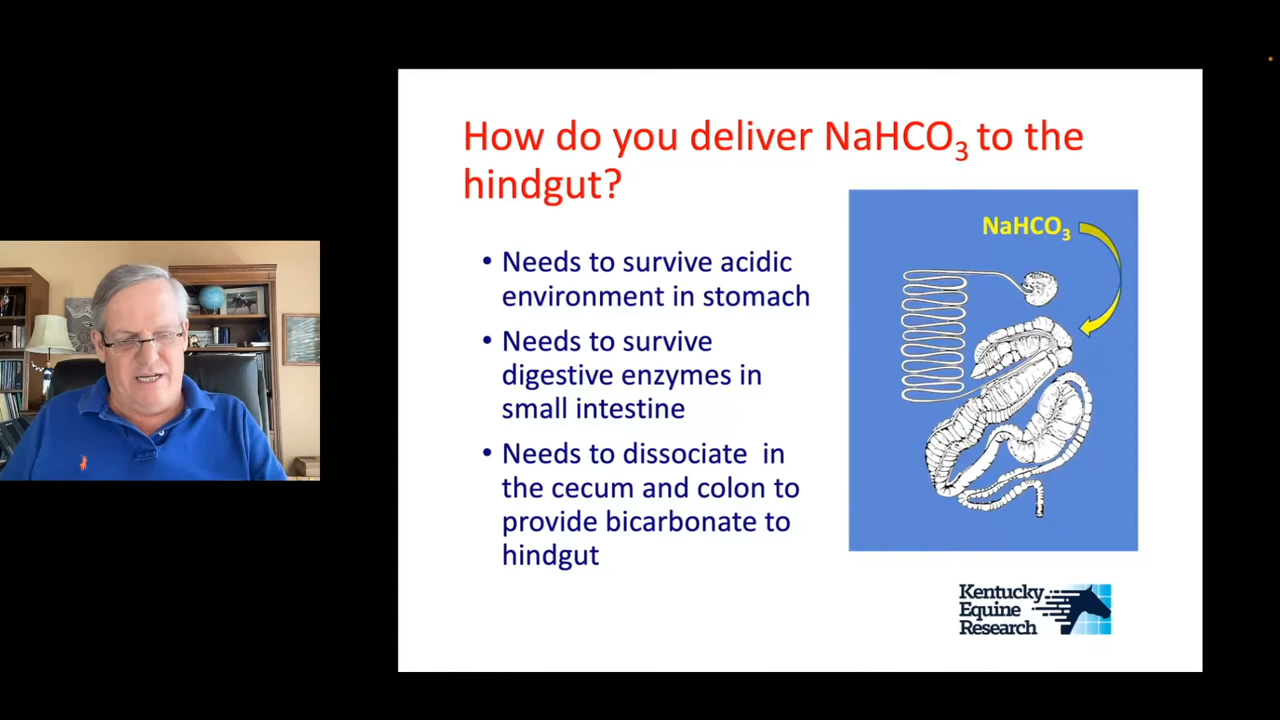 How do you deliver NaHCO₃ to the
hindgut?
• Needs to survive acidic
environment in stomach
• Needs to survive
digestive enzymes in
small intestine
• Needs to dissociate in
the cecum and colon to
provide bicarbonate to
hindgut
NaHCO₃
Kentucky
Equine
Research